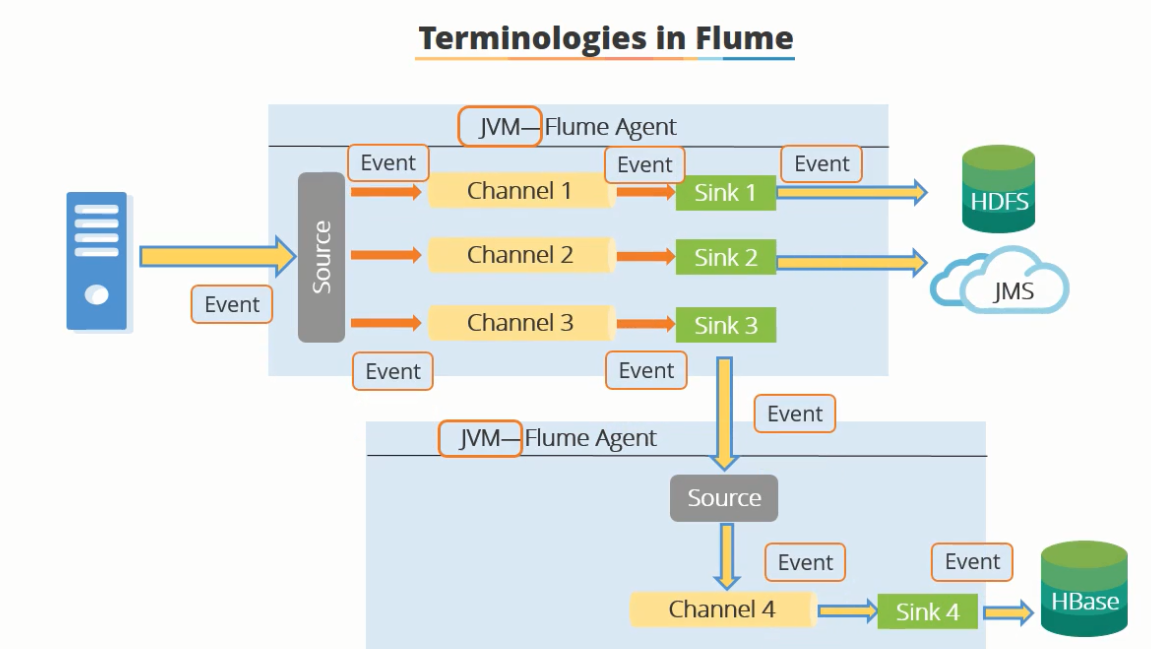 Terminologies in Flume
JVM—Flume Agent
Event
Event
Event
Channel 1
Sink 1
HDFS
Source
Channel 2
Sink 2
JMS
Event
Channel 3
Sink 3
Event
Event
Event
JVM—Flume Agent
Source
Event
Event
Channel 4
Sink 4
HBase